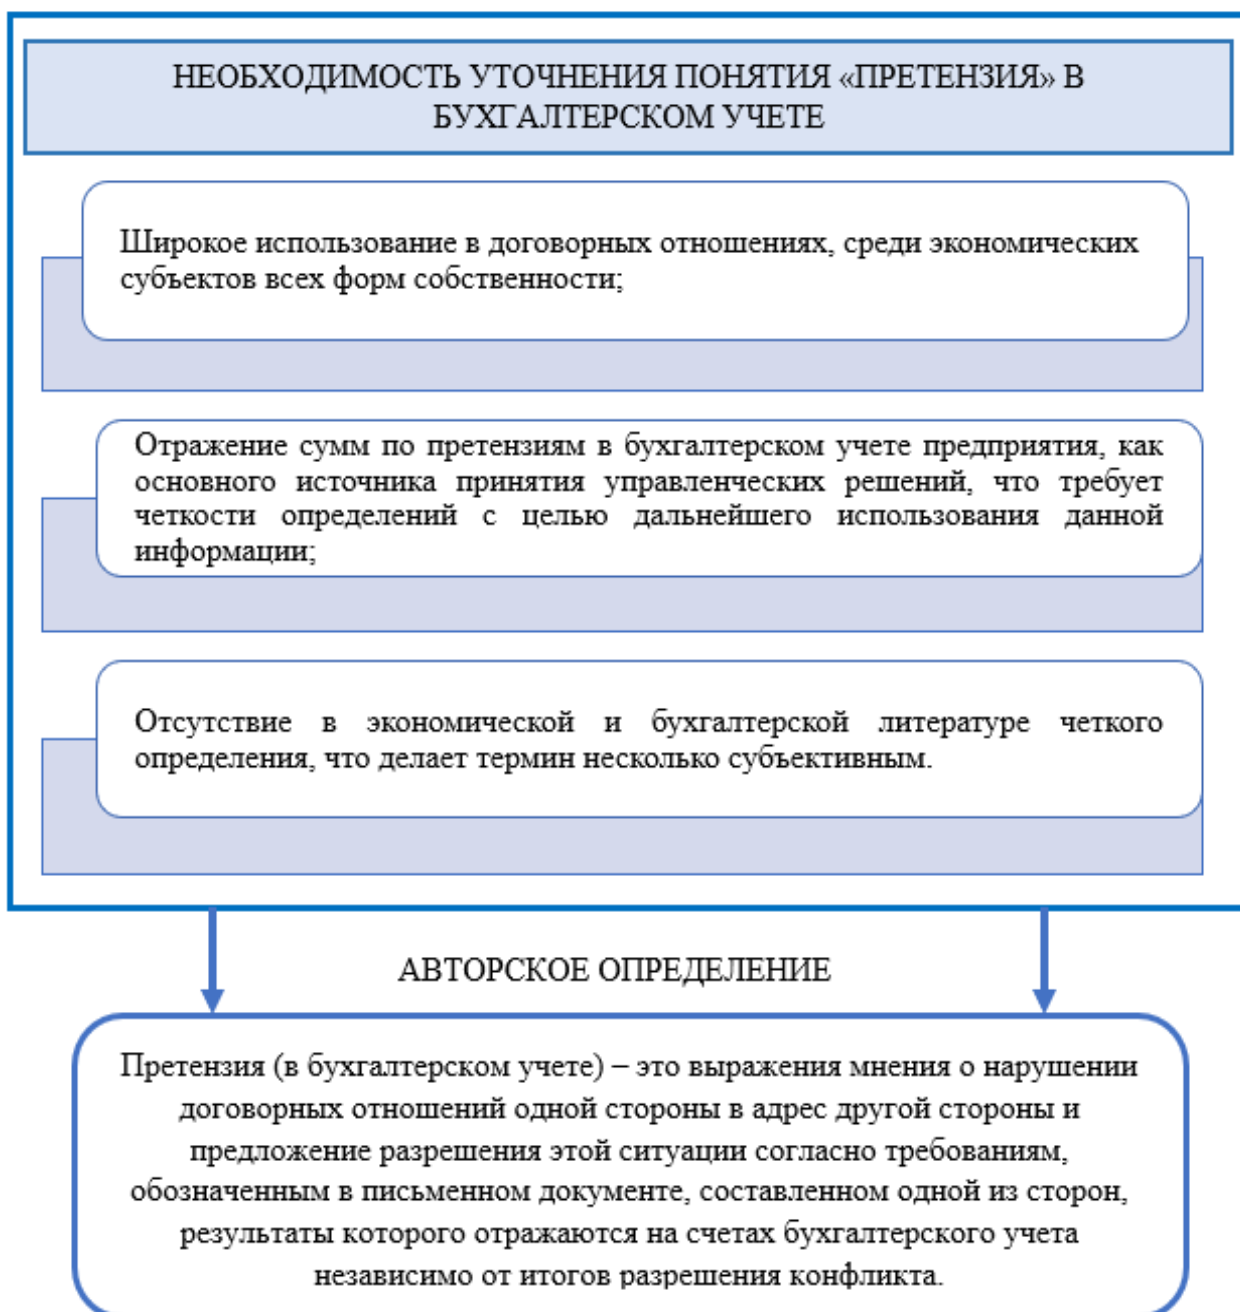 НЕОБХОДИМОСТЬ УТОЧНЕНИЯ ПОНЯТИЯ «ПРЕТЕНЗИЯ» В
БУХГАЛТЕРСКОМ УЧЕТЕ
Широкое использование в договорных отношениях, среди экономических
субъектов всех форм собственности;
Отражение сумм по претензиям в бухгалтерском учете предприятия, как
основного источника принятия управленческих решений, что требует
четкости определений с целью дальнейшего использования данной
информации;
Отсутствие в экономической и бухгалтерской литературе четкого
определения, что делает термин несколько субъективным.
АВТОРСКОЕ ОПРЕДЕЛЕНИЕ
Претензия (в бухгалтерском учете) – это выражения мнения о нарушении
договорных отношений одной стороны в адрес другой стороны и
предложение разрешения этой ситуации согласно требованиям,
обозначенным в письменном документе, составленном одной из сторон,
результаты которого отражаются на счетах бухгалтерского учета
независимо от итогов разрешения конфликта.